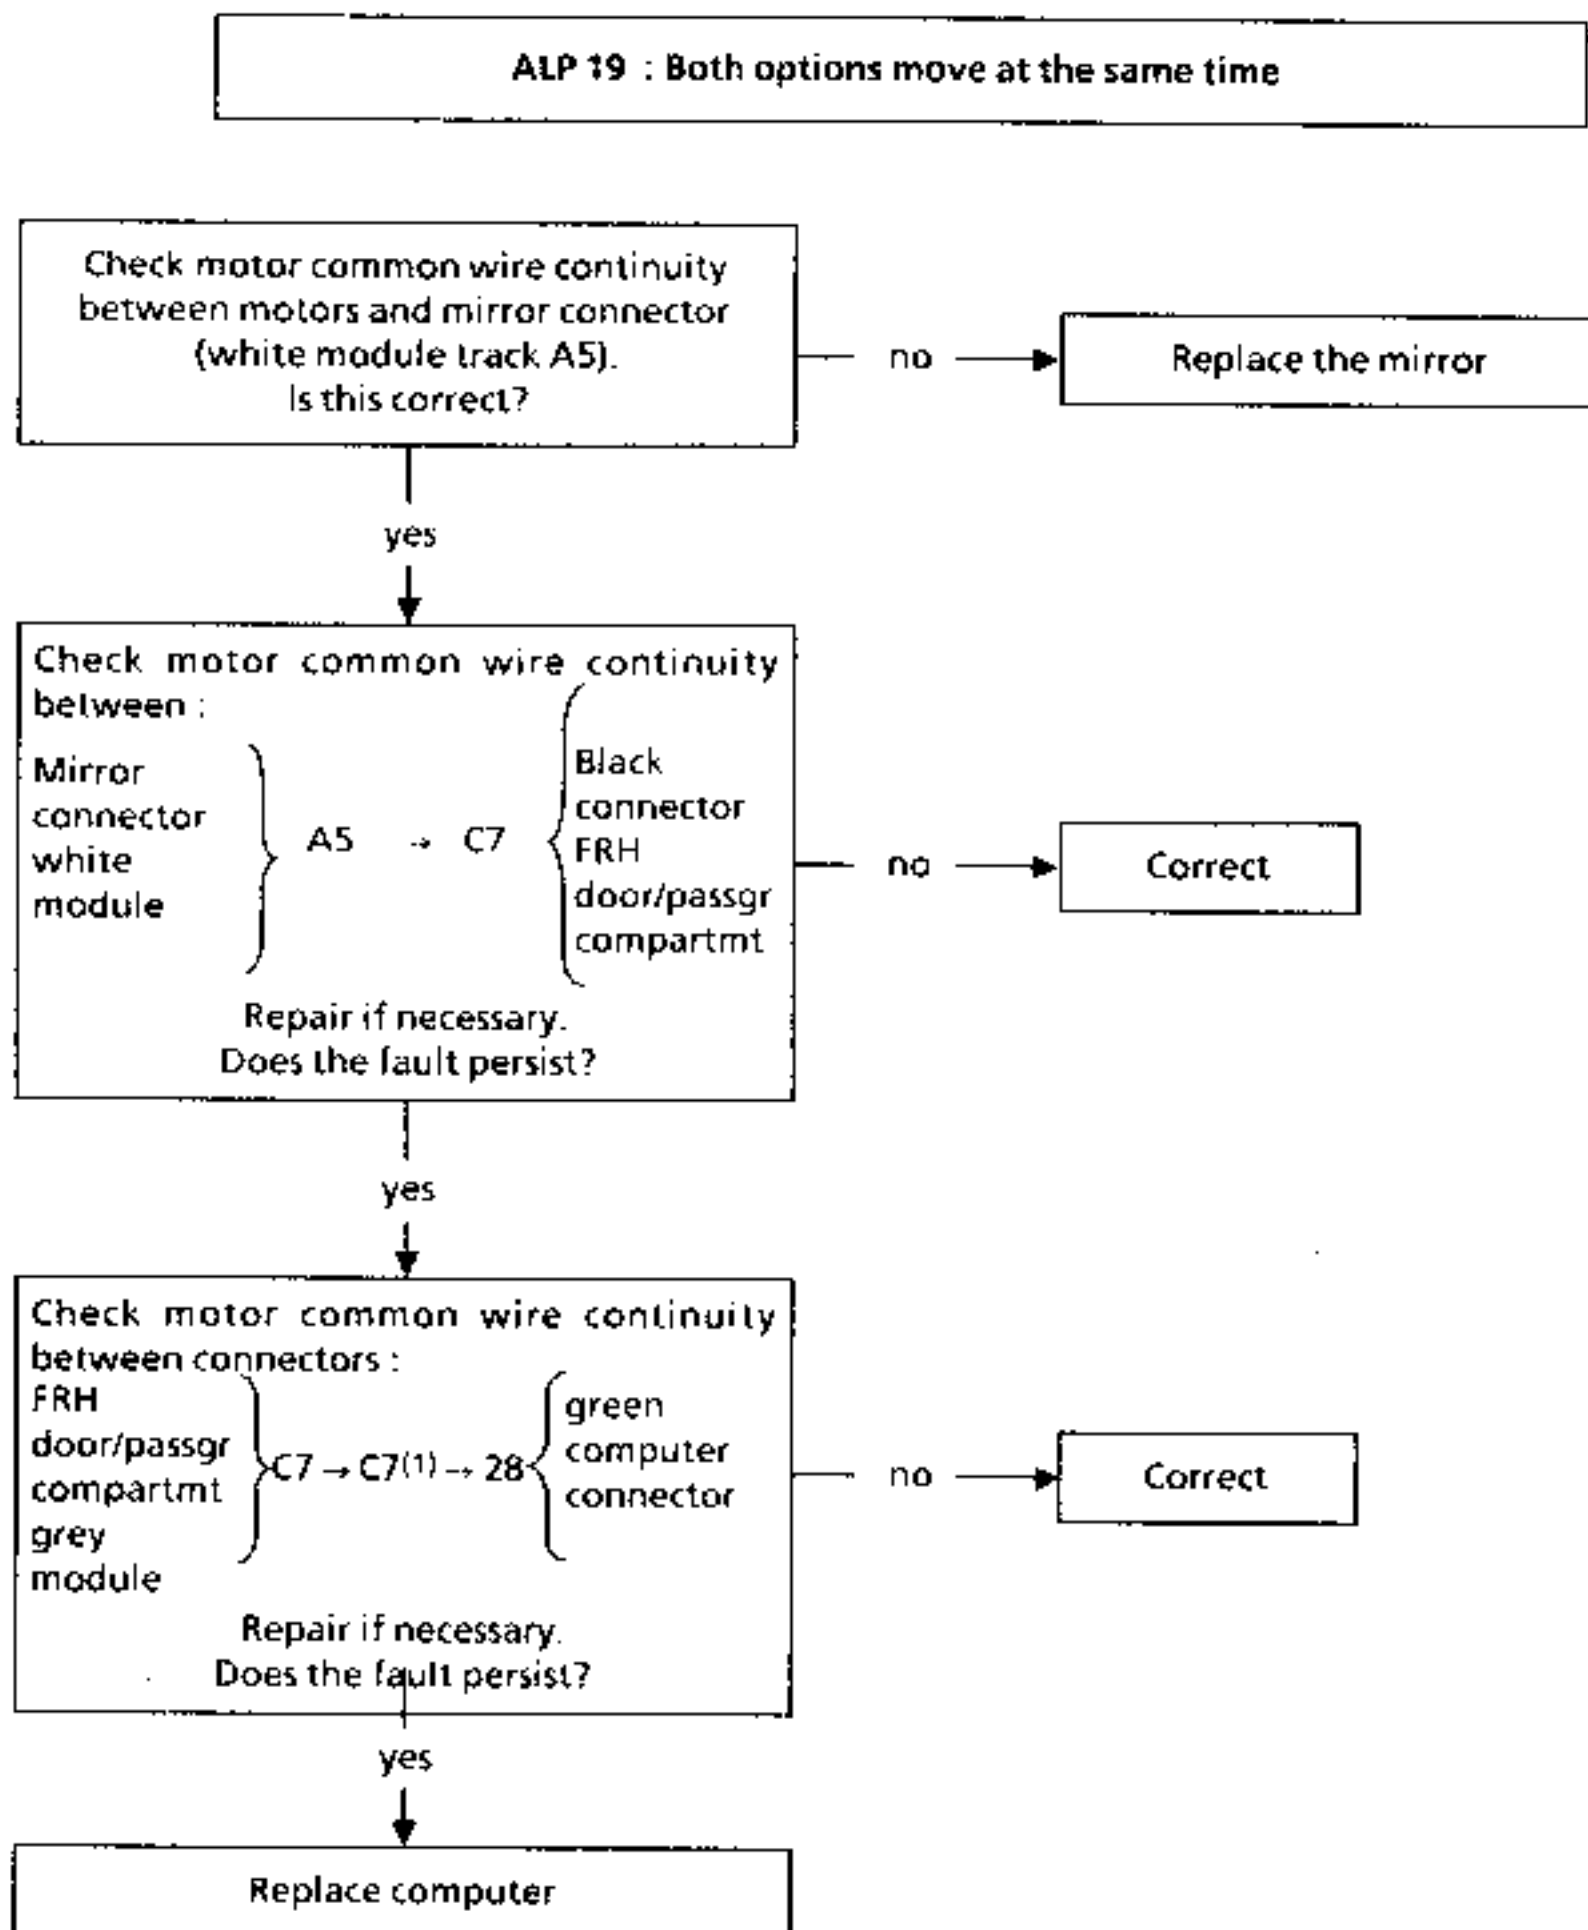 ALP 19 : Both options move at the same time
Check motor common wire continuity
between motors and mirror connector
(white module track A5).
Is this correct?
no
Replace the mirror
yes
Check motor common wire continuity
between :
Mirror
connector
white
module
A5 → C7
Black
connector
FRH
door/passgr
compartmt
Repair if necessary.
Does the fault persist?
no
Correct
yes
Check motor common wire continuity
between connectors :
FRH
door/passgr
compartmt
grey
module
C7 → C7(1) → 28
green
computer
connector
Repair if necessary.
Does the fault persist?
no
Correct
yes
Replace computer